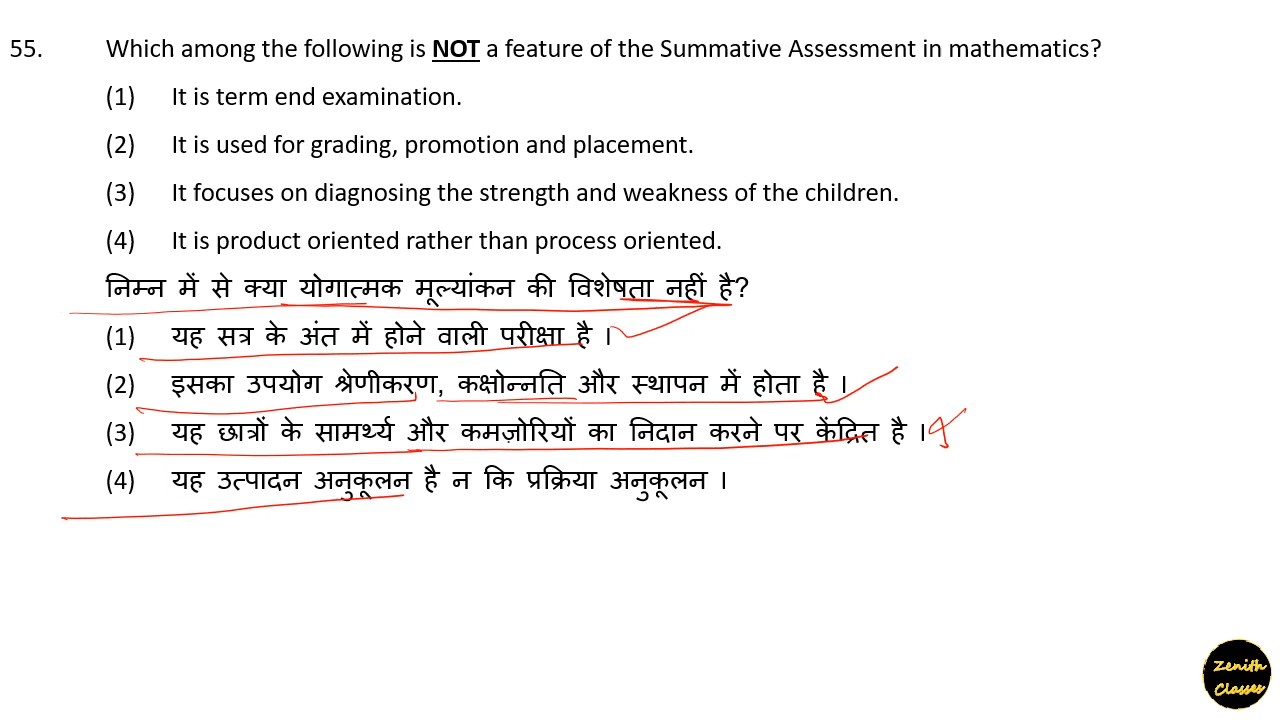 55. Which among the following is NOT a feature of the Summative Assessment in mathematics?
(1) It is term end examination.
(2) It is used for grading, promotion and placement.
(3) It focuses on diagnosing the strength and weakness of the children.
(4) It is product oriented rather than process oriented.
निम्न में से क्या योगात्मक मूल्यांकन की विशेषता नहीं है?
(1) यह सत्र के अंत में होने वाली परीक्षा है ।
(2) इसका उपयोग श्रेणीकरण, कक्षोन्नति और स्थापन में होता है ।
(3) यह छात्रों के सामर्थ्य और कमज़ोरियों का निदान करने पर केंद्रित है ।
(4) यह उत्पादन अनुकूलन है न कि प्रक्रिया अनुकूलन ।
Zenith
Classes